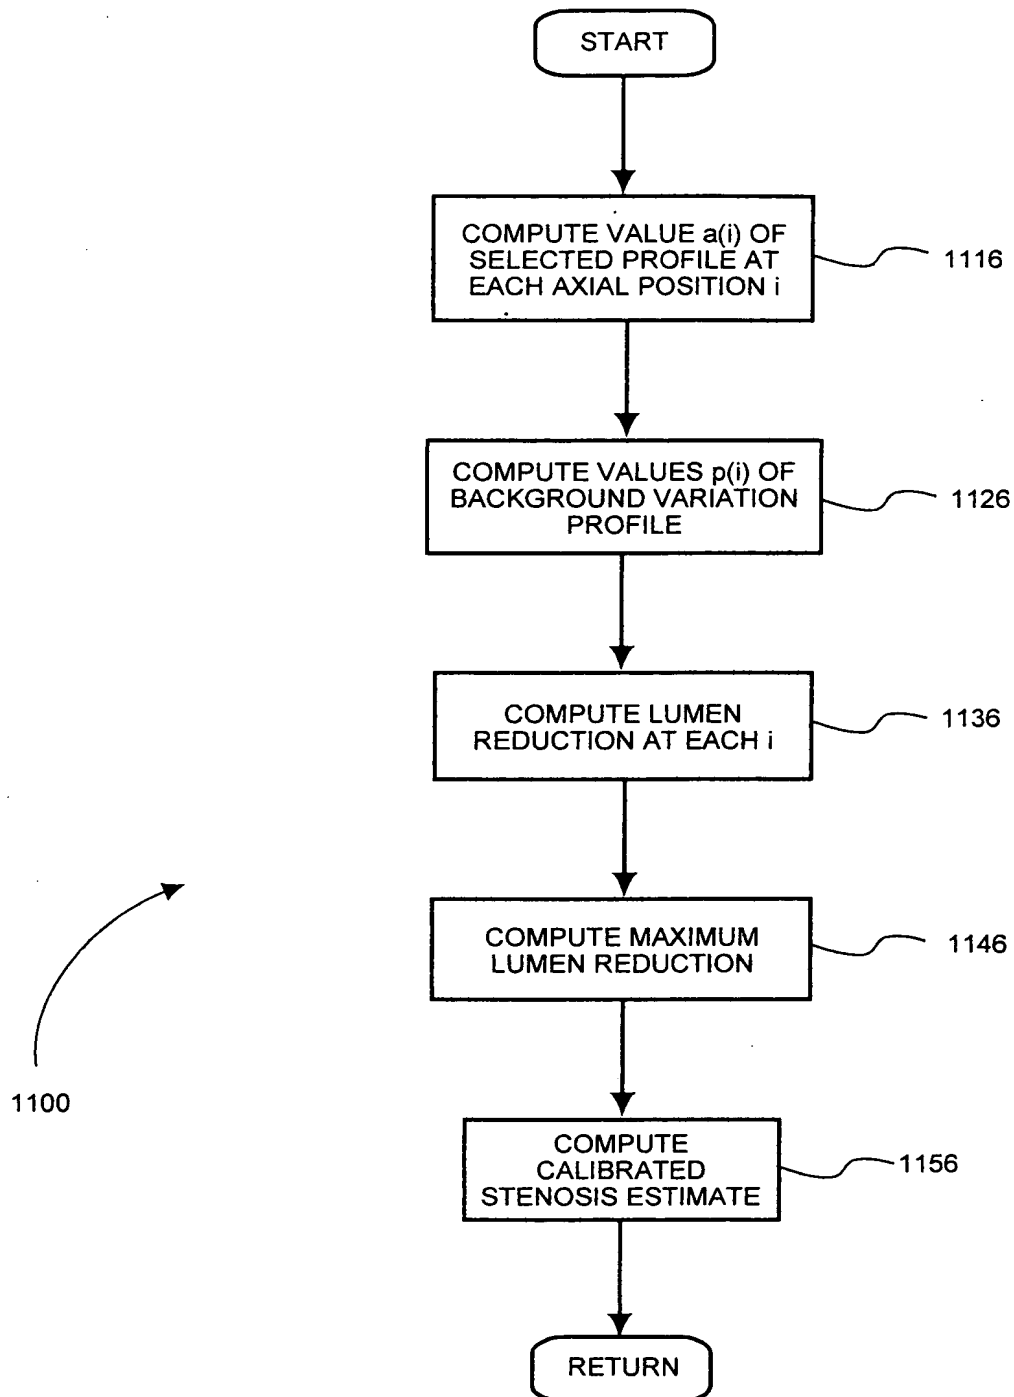 START
COMPUTE VALUE a(i) OF
SELECTED PROFILE AT
EACH AXIAL POSITION i
1116
COMPUTE VALUES p(i) OF
BACKGROUND VARIATION
PROFILE
1126
COMPUTE LUMEN
REDUCTION AT EACH i
1136
COMPUTE MAXIMUM
LUMEN REDUCTION
1146
1100
COMPUTE
CALIBRATED
STENOSIS ESTIMATE
1156
RETURN